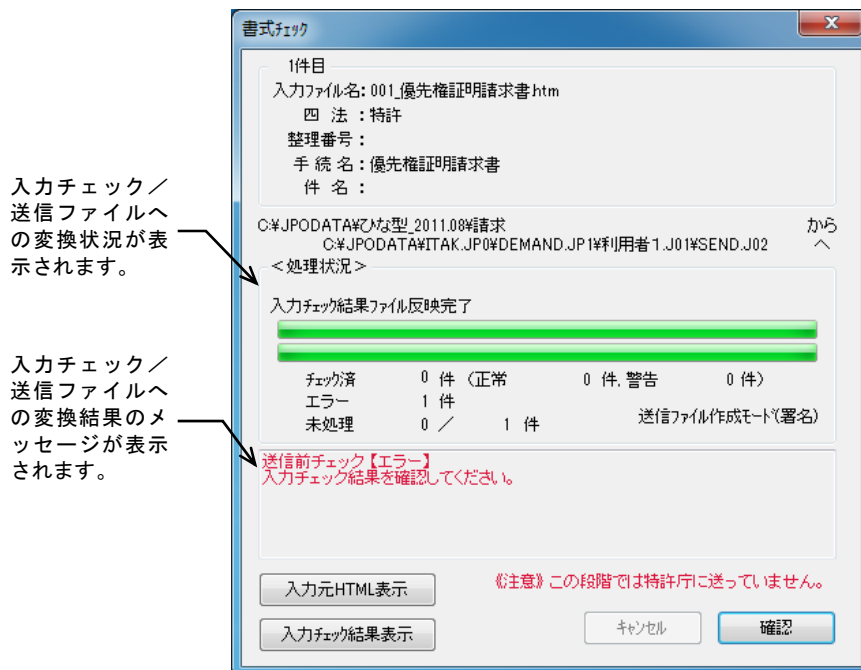 書式ﾁｪｯｸ
1件目
入力ﾌｧｲﾙ名: 001_優先権証明請求書.htm
四 法 : 特許
整理番号 :
手 続 名 : 優先権証明請求書
件 名 :
C:¥JPODATA¥ひな型_2011.08¥請求 から
C:¥JPODATA¥ITAK.JP0¥DEMAND.JP1¥利用者1.J01¥SEND.J02 へ
＜処理状況＞
入力ﾁｪｯｸ結果ﾌｧｲﾙ反映完了
ﾁｪｯｸ済 0 件 (正常 0 件, 警告 0 件)
エラー 1 件
未処理 0 ／ 1 件 送信ﾌｧｲﾙ作成ﾓｰﾄﾞ(署名)
送信前チェック【エラー】
入力チェック結果を確認してください。
入力元HTML表示
《注意》この段階では特許庁に送っていません。
入力ﾁｪｯｸ結果表示
ｷｬﾝｾﾙ
確認
入力チェック／
送信ファイルへ
の変換状況が表
示されます。
入力チェック／
送信ファイルへ
の変換結果のメ
ッセージが表示
されます。